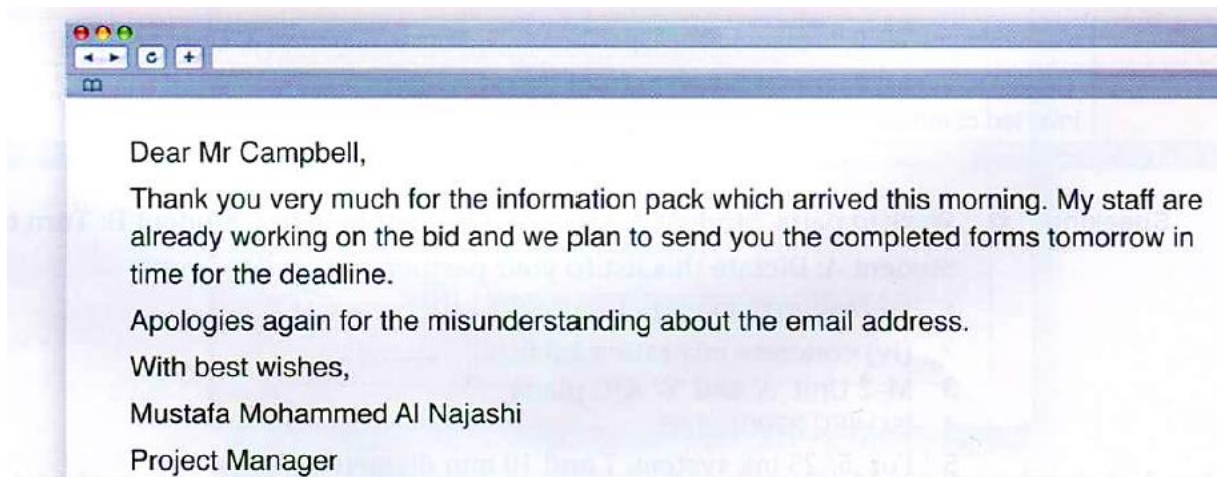 Dear Mr Campbell,
Thank you very much for the information pack which arrived this morning. My staff are
already working on the bid and we plan to send you the completed forms tomorrow in
time for the deadline.
Apologies again for the misunderstanding about the email address.
With best wishes,
Mustafa Mohammed Al Najashi
Project Manager